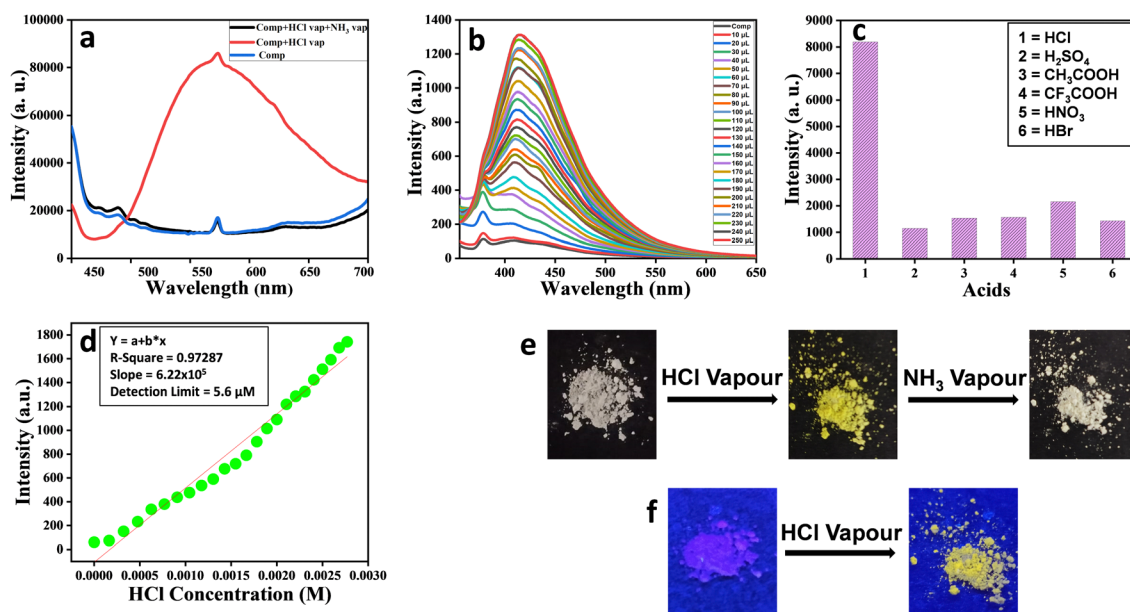 a
Comp+HCl vap+NH₃ vap
Comp+HCl vap
Comp
Intensity (a. u.)
100000
80000
60000
40000
20000
0
450 500 550 600 650 700
Wavelength (nm)
b
Intensity (a.u.)
1400
1200
1000
800
600
400
200
0
400 450 500 550 600 650
Wavelength (nm)
Comp
10 µL
20 µL
30 µL
40 µL
50 µL
60 µL
70 µL
80 µL
90 µL
100 µL
110 µL
120 µL
130 µL
140 µL
150 µL
160 µL
170 µL
180 µL
190 µL
200 µL
210 µL
220 µL
230 µL
240 µL
250 µL
c
1 = HCl
2 = H₂SO₄
3 = CH₃COOH
4 = CF₃COOH
5 = HNO₃
6 = HBr
Intensity (a. u.)
9000
8000
7000
6000
5000
4000
3000
2000
1000
0
1 2 3 4 5 6
Acids
d
Y = a+b*x
R-Square = 0.97287
Slope = 6.22x10⁵
Detection Limit = 5.6 µM
Intensity (a.u.)
1800
1600
1400
1200
1000
800
600
400
200
0
0.0000 0.0005 0.0010 0.0015 0.0020 0.0025 0.0030
HCl Concentration (M)
e
HCl Vapour
NH₃ Vapour
f
HCl Vapour